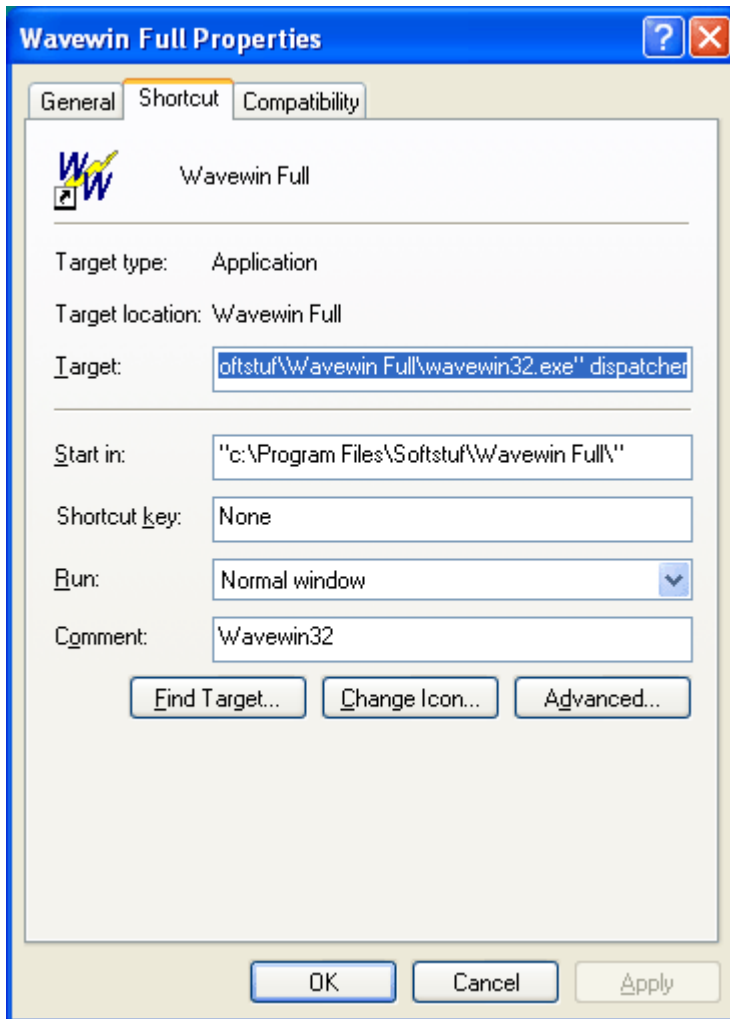 Wavewin Full Properties
General Shortcut Compatibility
WW Wavewin Full
Target type: Application
Target location: Wavewin Full
Target: oftstuf\Wavewin Full\wavewin32.exe" dispatcher
Start in: "c:\Program Files\Softstuf\Wavewin Full\"
Shortcut key: None
Run: Normal window
Comment: Wavewin32
Find Target... Change Icon... Advanced...
OK Cancel Apply